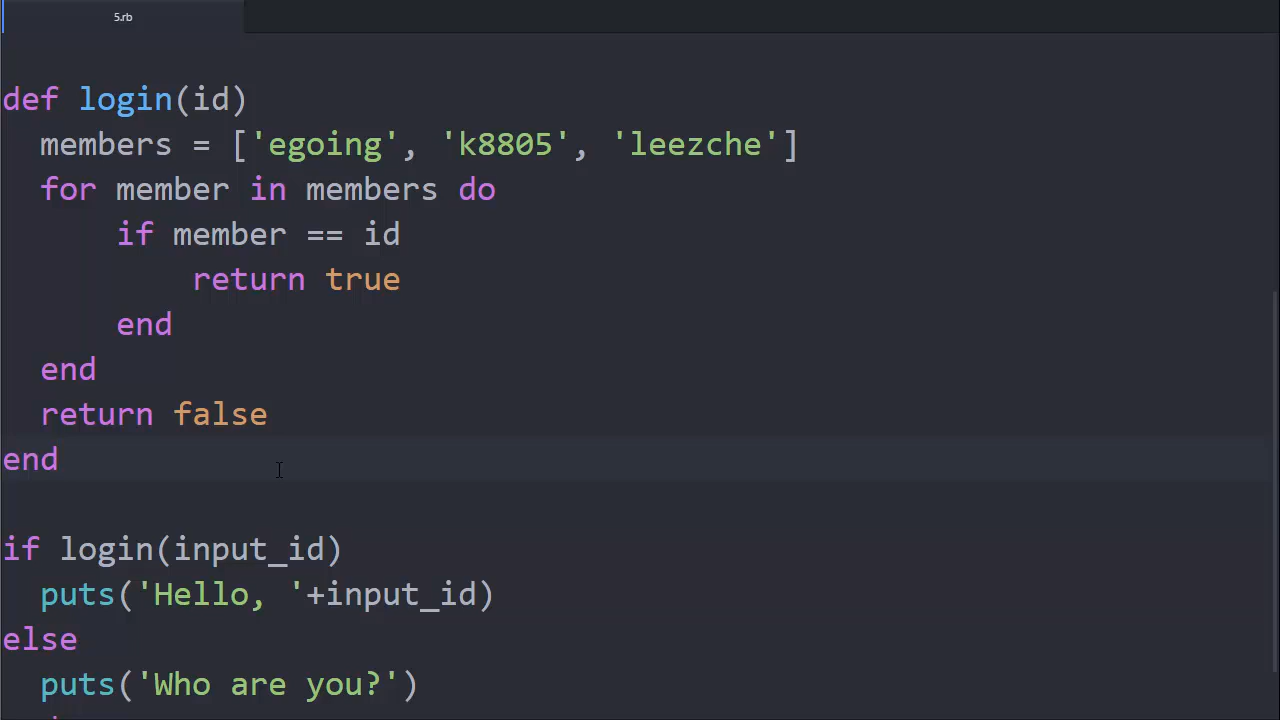 5.rb
def login(id)
  members = ['egoing', 'k8805', 'leezche']
  for member in members do
      if member == id
          return true
      end
  end
  return false
end
if login(input_id)
  puts('Hello, '+input_id)
else
  puts('Who are you?')